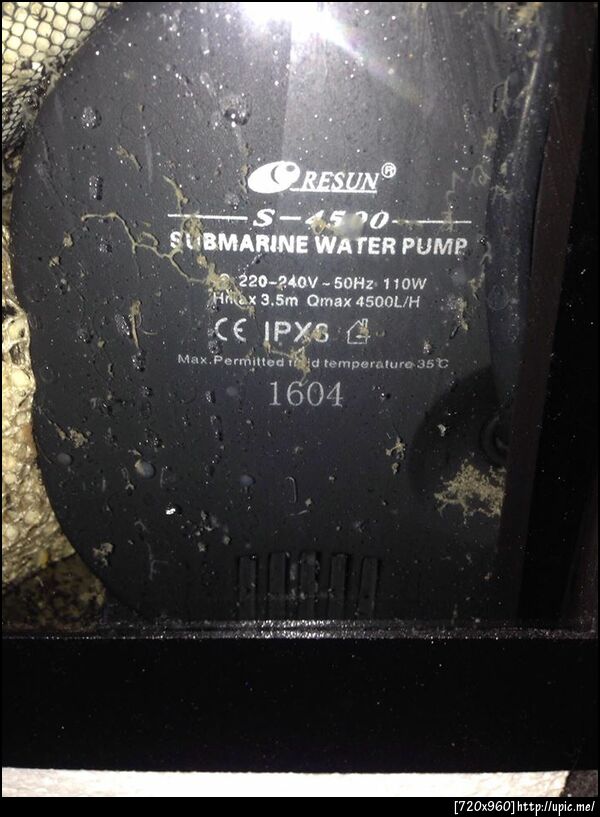 RESUN®
S-4500
SUBMARINE WATER PUMP
220-240V ~ 50Hz 110W
Hmax 3.5m Qmax 4500L/H
CE IPX8
Max.Permitted fluid temperature 35°C
1604
[720x960]http://upic.me/